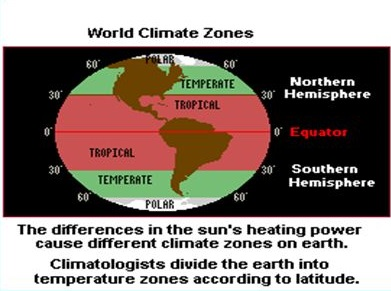 World Climate Zones
POLAR
60° 60°
TEMPERATURE
Northern
Hemisphere
30° 30°
TROPICAL
0° 0° Equator
TROPICAL
30° 30° Southern
Hemisphere
TEMPERATE
60° 60°
POLAR
The differences in the sun's heating power
cause different climate zones on earth.
Climatologists divide the earth into
temperature zones according to latitude.